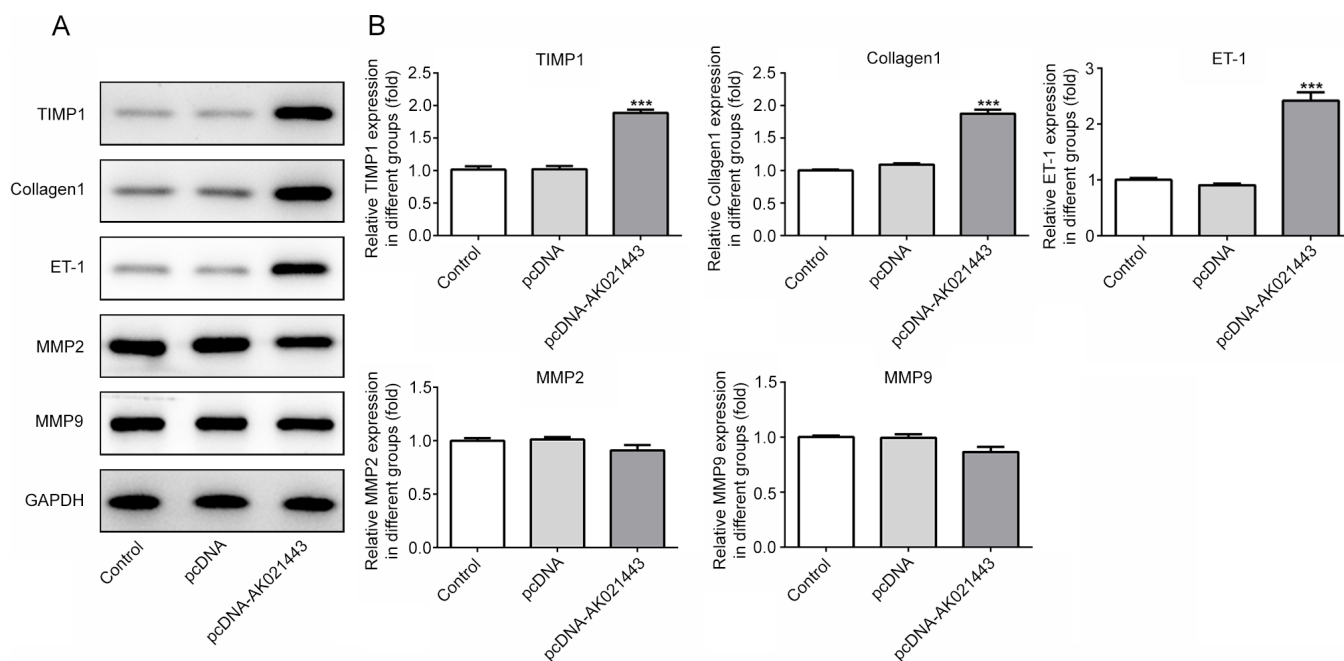 A
TIMP1
Collagen1
ET-1
MMP2
MMP9
GAPDH
Control
pcDNA
pcDNA-AK021443
B
TIMP1
Relative TIMP1 expression
in different groups (fold)
2.5
2.0
1.5
1.0
0.5
0.0
***
Control
pcDNA
pcDNA-AK021443
Collagen1
Relative Collagen1 expression
in different groups (fold)
2.5
2.0
1.5
1.0
0.5
0.0
***
Control
pcDNA
pcDNA-AK021443
ET-1
Relative ET-1 expression
in different groups (fold)
3
2
1
0
***
Control
pcDNA
pcDNA-AK021443
MMP2
Relative MMP2 expression
in different groups (fold)
1.5
1.0
0.5
0.0
Control
pcDNA
pcDNA-AK021443
MMP9
Relative MMP9 expression
in different groups (fold)
1.5
1.0
0.5
0.0
Control
pcDNA
pcDNA-AK021443